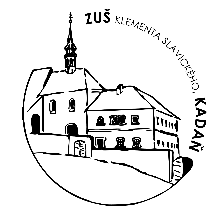 ZUŠ KLEMENTA SLAVICKÉHO, KADAŇ